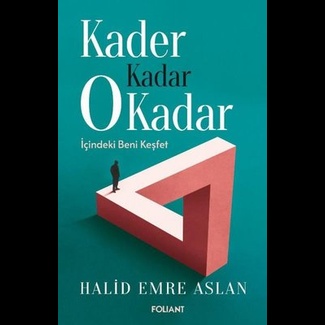 Kader
Kadar
O Kadar
İçindeki Beni Keşfet
HALİD EMRE ASLAN
FOLIANT